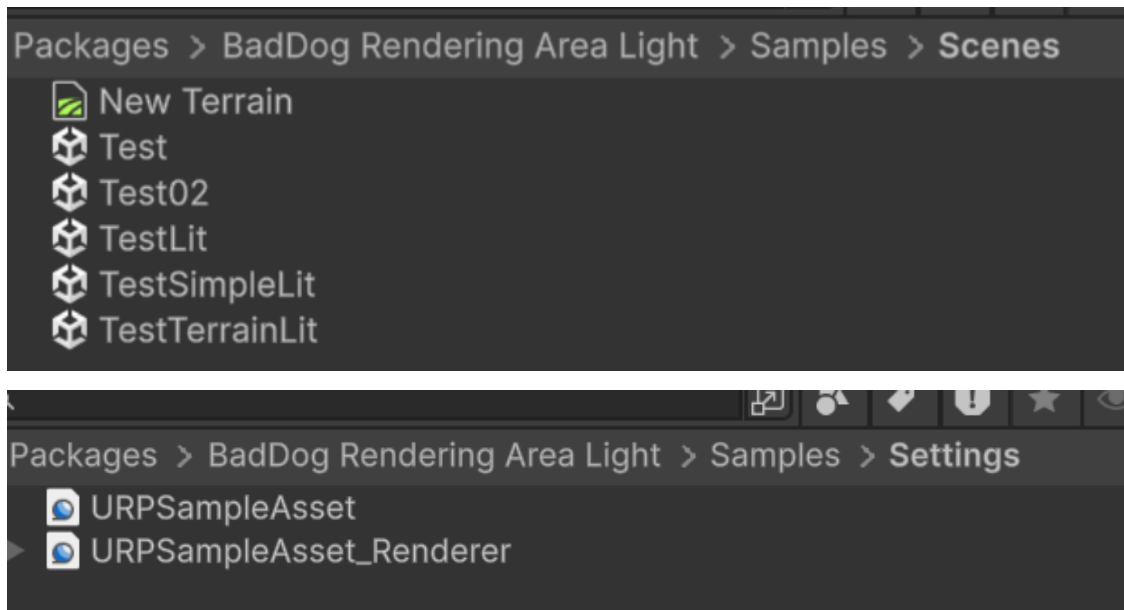 Packages > BadDog Rendering Area Light > Samples > Scenes
New Terrain
Test
Test02
TestLit
TestSimpleLit
TestTerrainLit
Packages > BadDog Rendering Area Light > Samples > Settings
URPSampleAsset
URPSampleAsset_Renderer